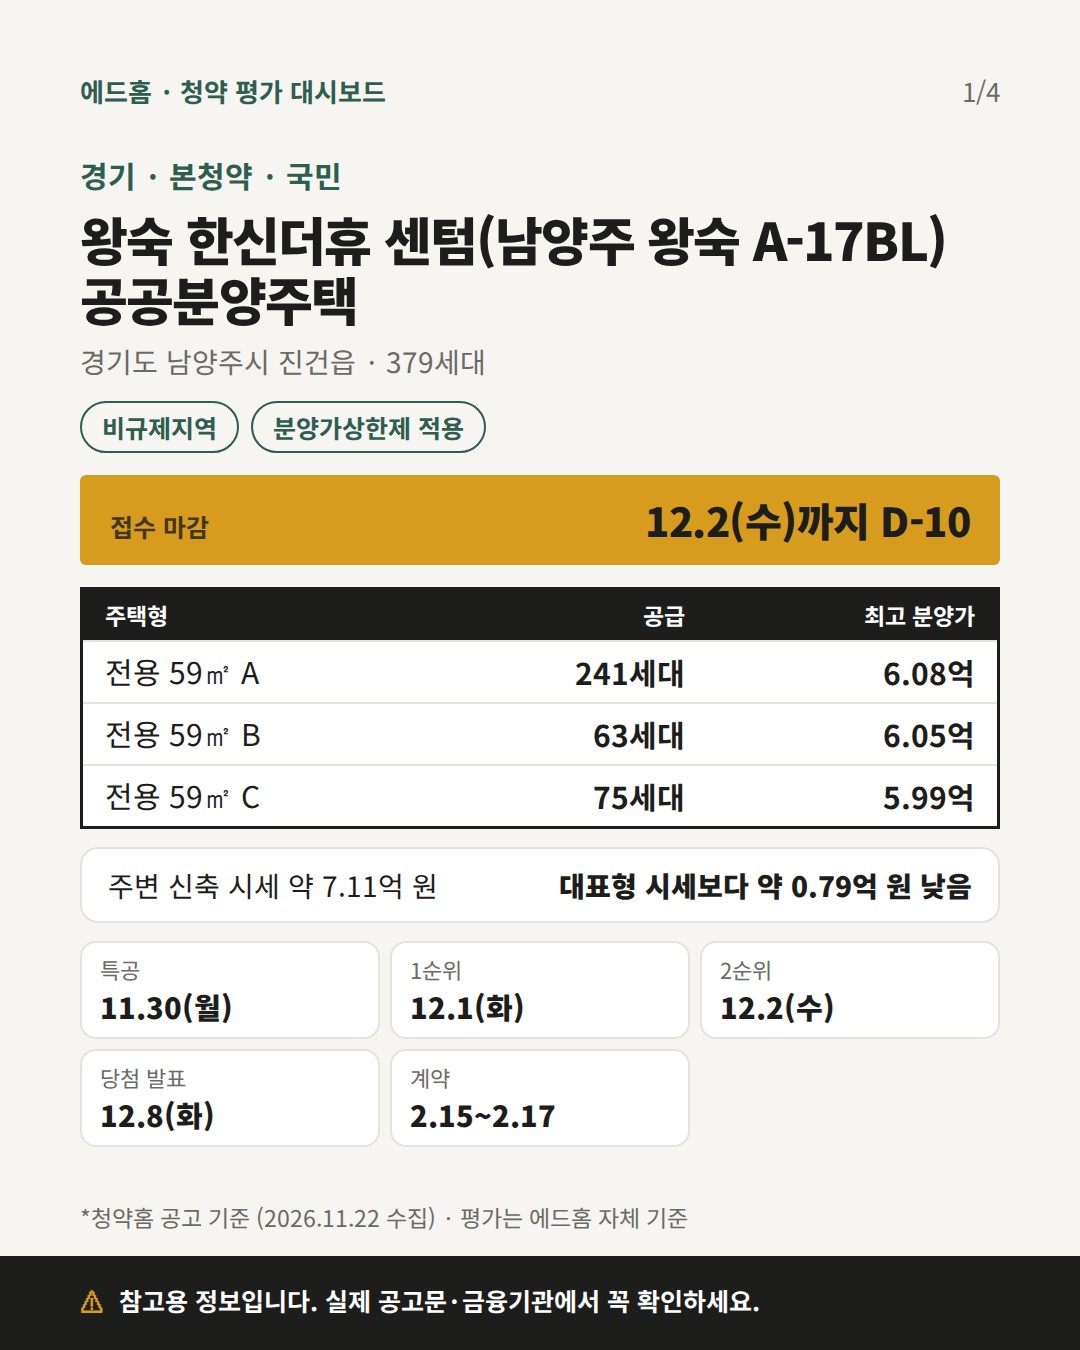 에드홈 · 청약 평가 대시보드
1/4
경기 · 본청약 · 국민
왕숙 한신더휴 센텀(남양주 왕숙 A-17BL)
공공분양주택
경기도 남양주시 진건읍 · 379세대
비규제지역 분양가상한제 적용
접수 마감 12.2(수)까지 D-10
주택형 공급 최고 분양가
전용 59㎡ A 241세대 6.08억
전용 59㎡ B 63세대 6.05억
전용 59㎡ C 75세대 5.99억
주변 신축 시세 약 7.11억 원 대표형 시세보다 약 0.79억 원 낮음
특공 1순위 2순위
11.30(월) 12.1(화) 12.2(수)
당첨 발표 계약
12.8(화) 2.15~2.17
*청약홈 공고 기준 (2026.11.22 수집) · 평가는 에드홈 자체 기준
⚠ 참고용 정보입니다. 실제 공고문·금융기관에서 꼭 확인하세요.